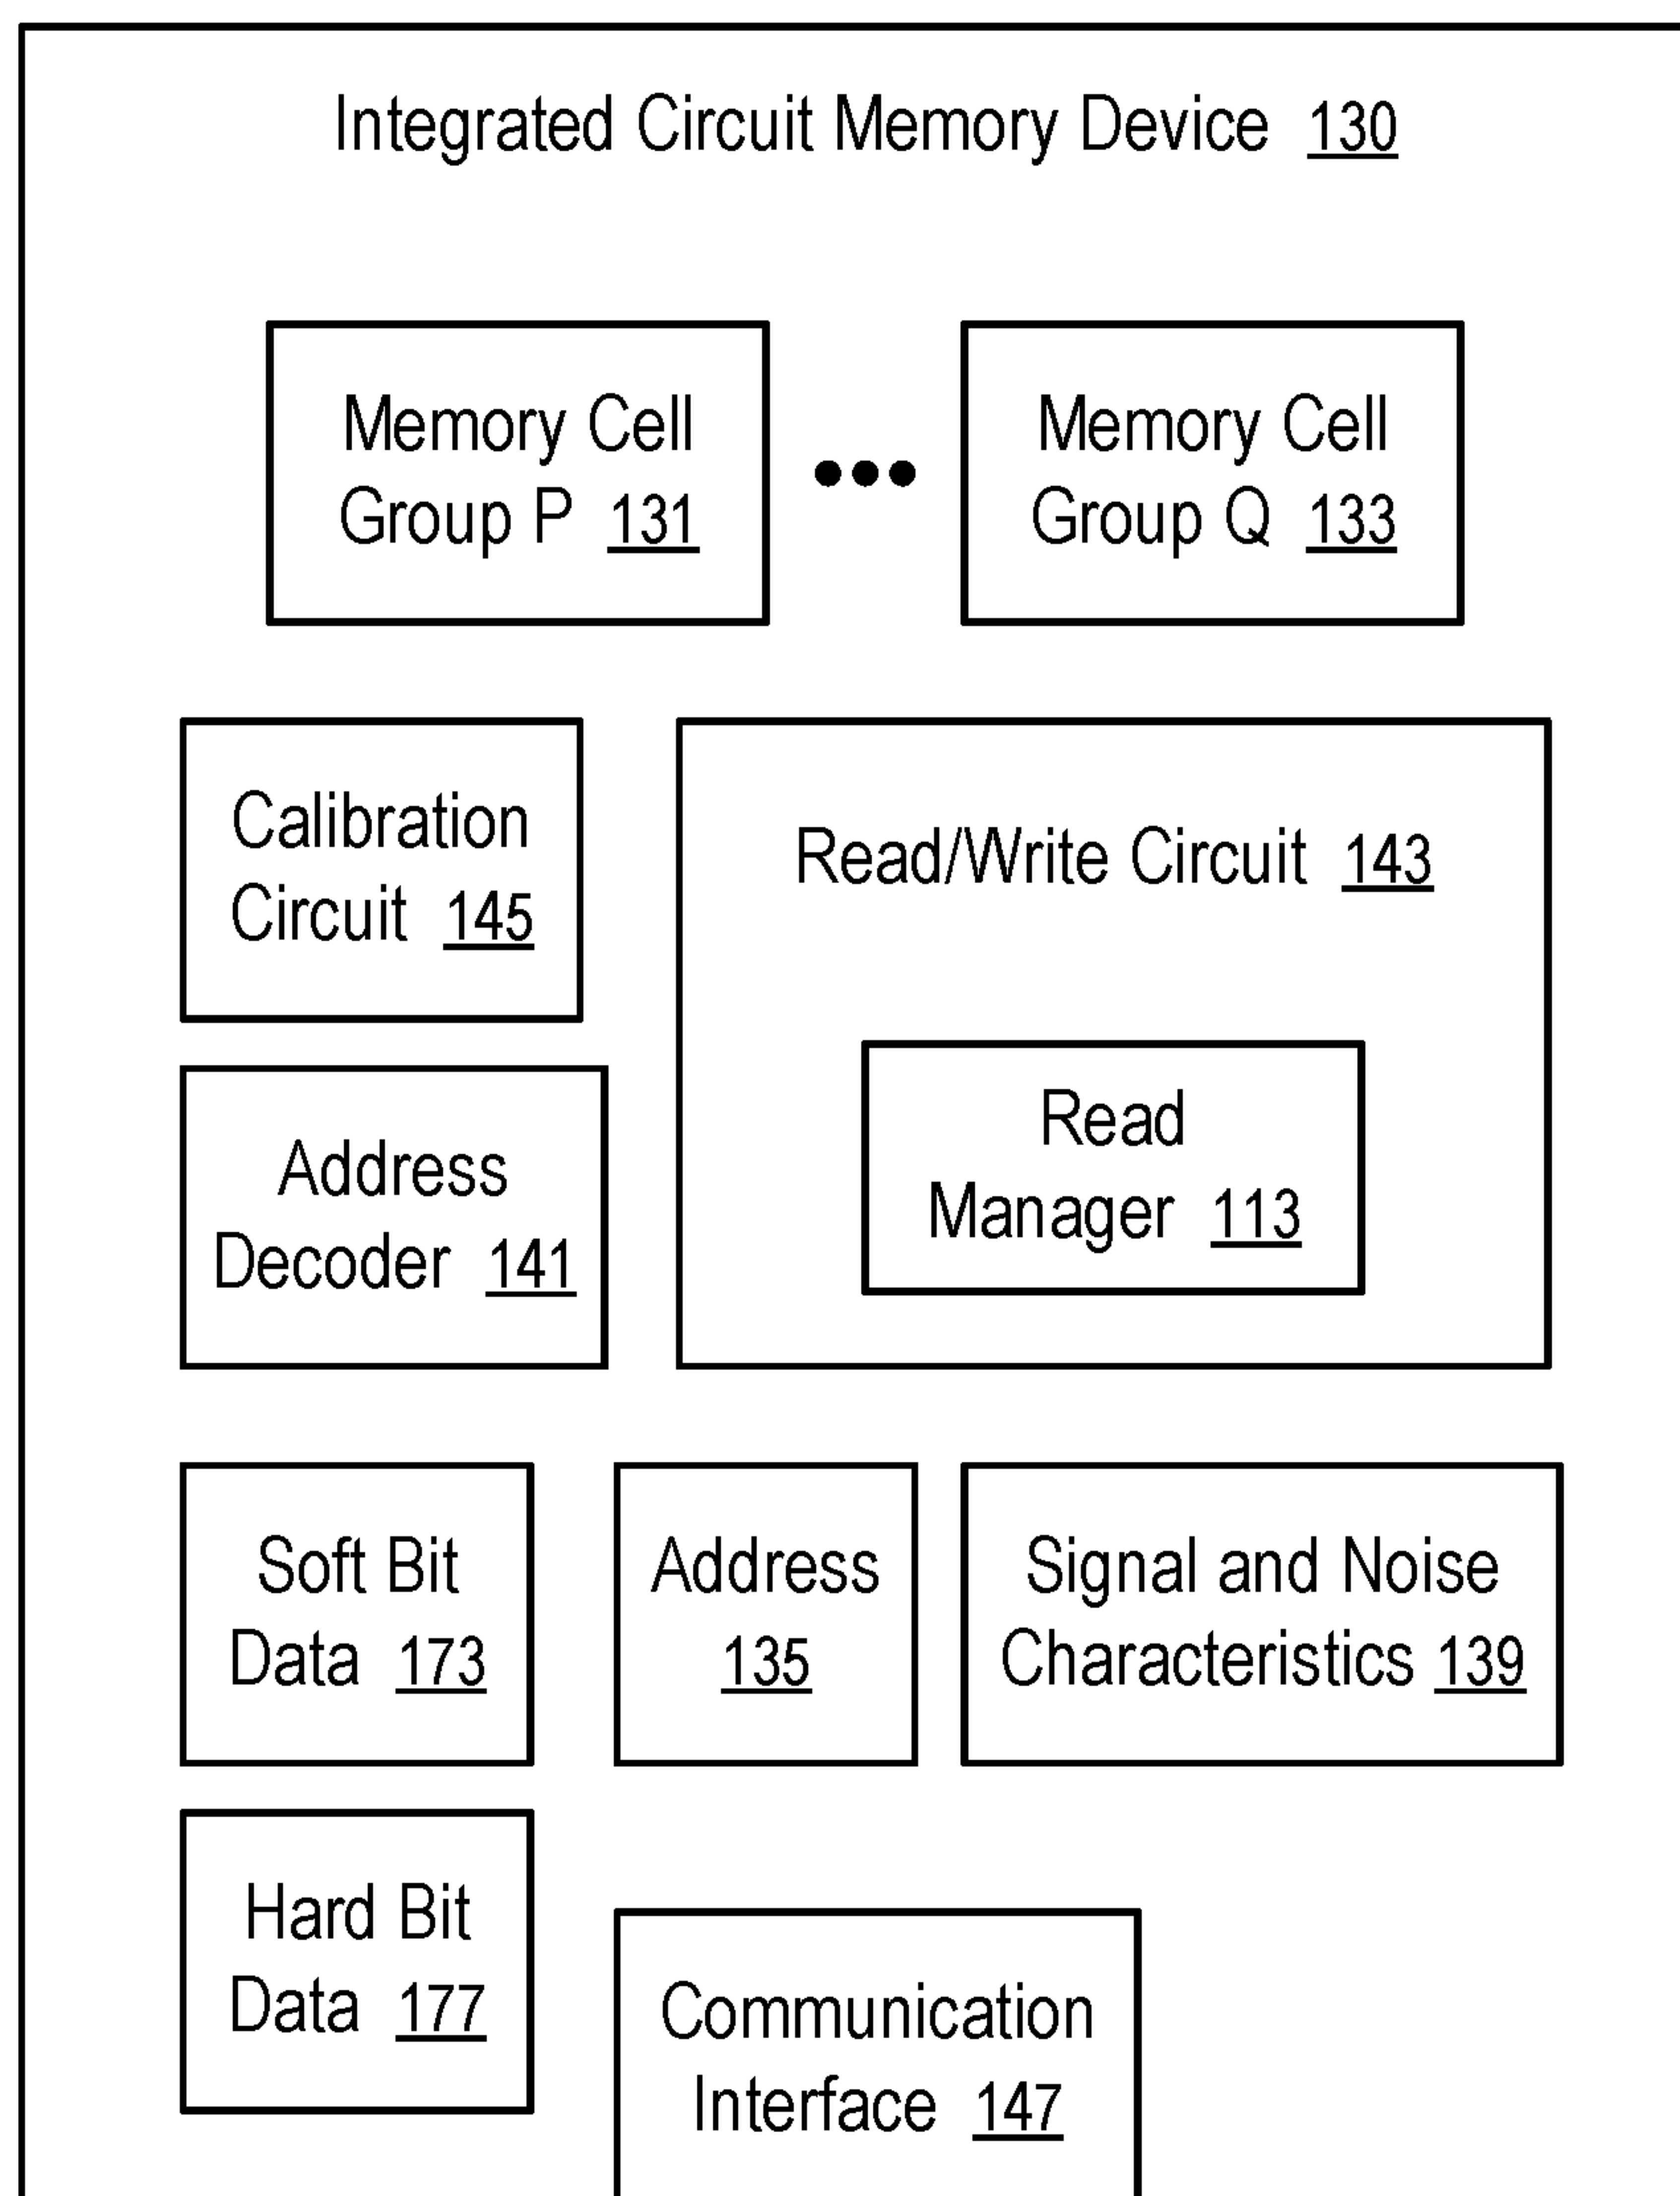 Integrated Circuit Memory Device 130
Memory Cell
Group P 131
Memory Cell
Group Q 133
Calibration
Circuit 145
Read/Write Circuit 143
Read
Manager 113
Address
Decoder 141
Soft Bit
Data 173
Address
135
Signal and Noise
Characteristics 139
Hard Bit
Data 177
Communication
Interface 147